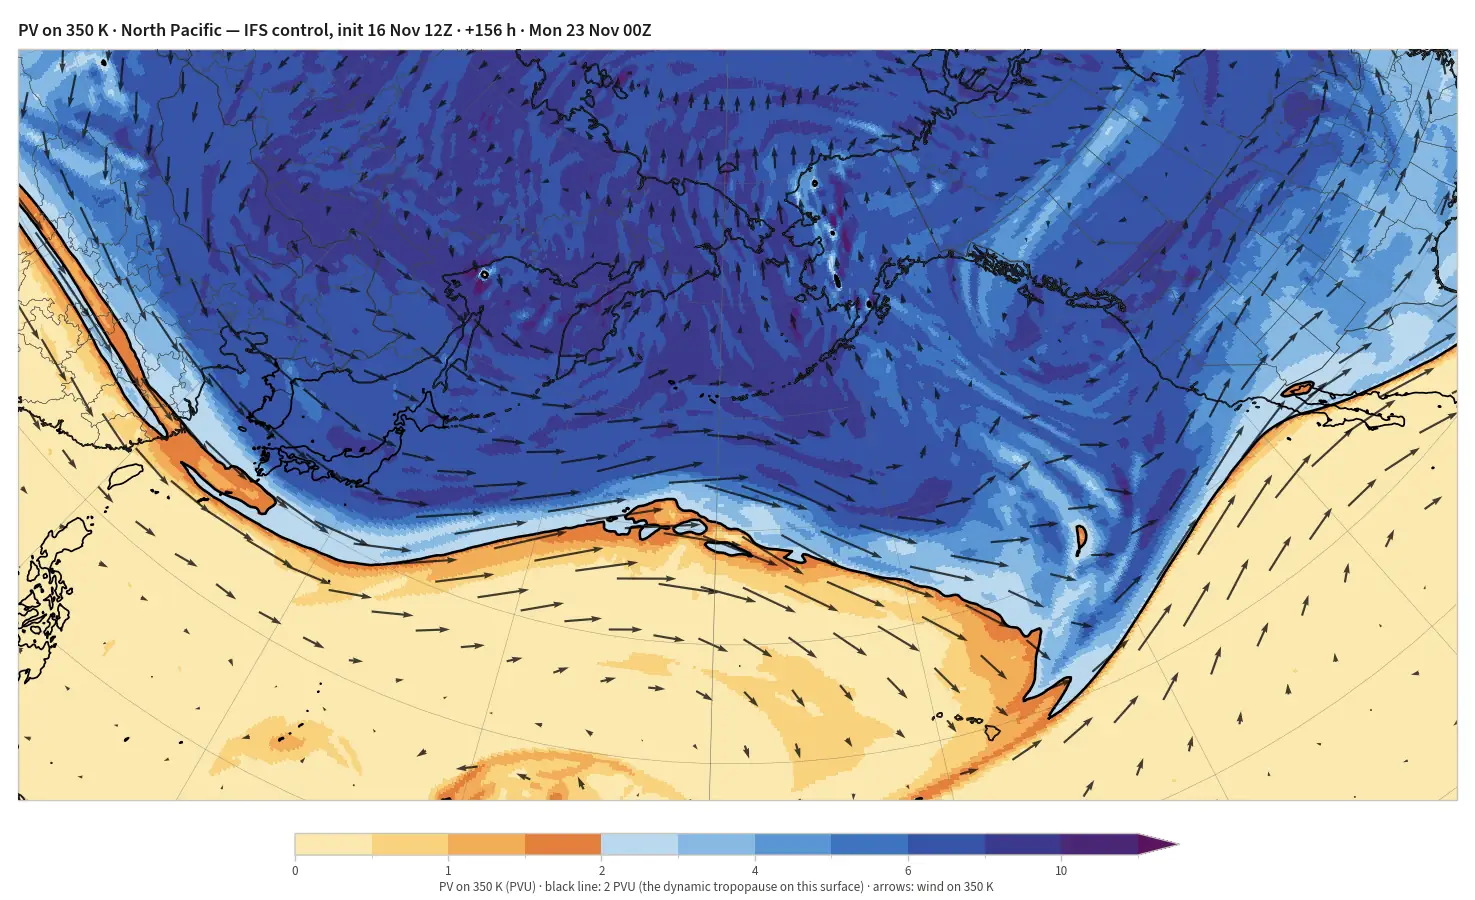 PV on 350 K · North Pacific — IFS control, init 16 Nov 12Z · +156 h · Mon 23 Nov 00Z
0 1 2 4 6 10
PV on 350 K (PVU) · black line: 2 PVU (the dynamic tropopause on this surface) · arrows: wind on 350 K